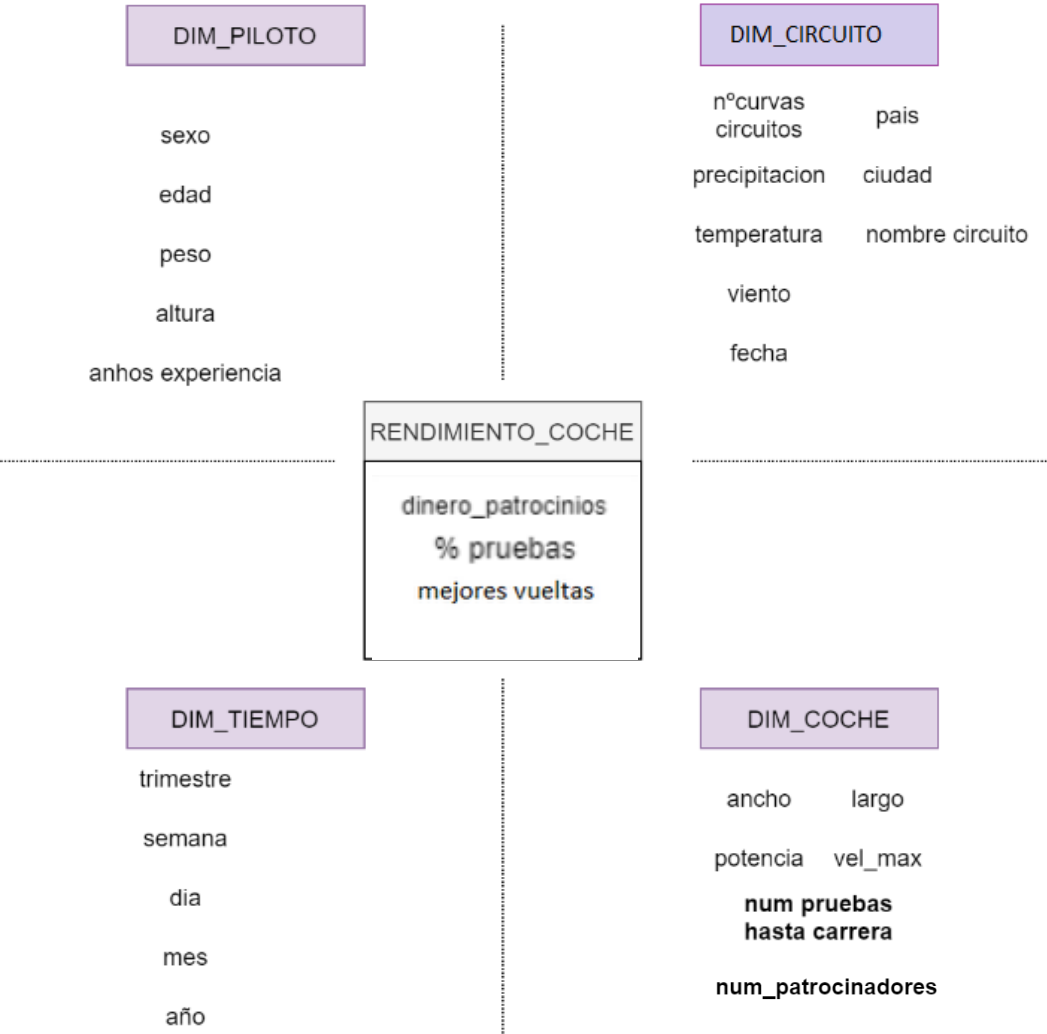 DIM_PILOTO
sexo
edad
peso
altura
anhos experiencia
DIM_CIRCUITO
nºcurvas
circuitos
pais
precipitacion
ciudad
temperatura
nombre circuito
viento
fecha
RENDIMIENTO_COCHE
dinero_patrocinios
% pruebas
mejores vueltas
DIM_TIEMPO
trimestre
semana
dia
mes
año
DIM_COCHE
ancho
largo
potencia
vel_max
num pruebas
hasta carrera
num_patrocinadores